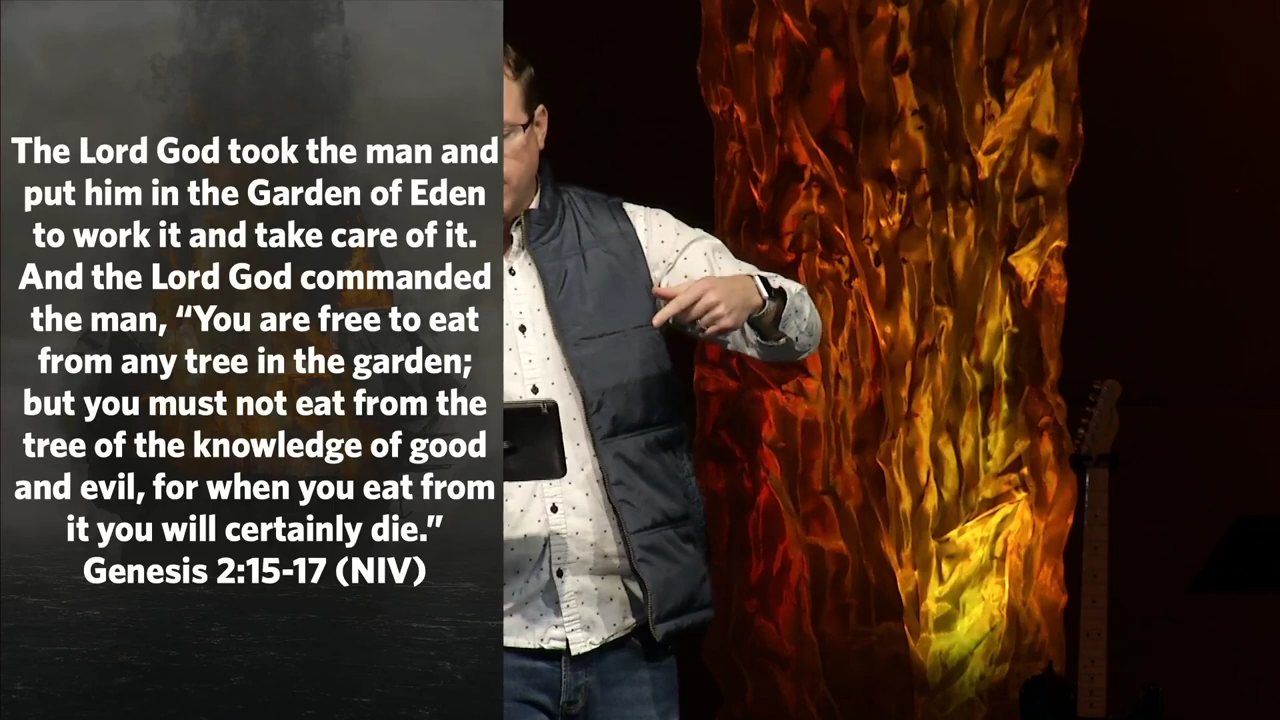 The Lord God took the man and
put him in the Garden of Eden
to work it and take care of it.
And the Lord God commanded
the man, “You are free to eat
from any tree in the garden;
but you must not eat from the
tree of the knowledge of good
and evil, for when you eat from
it you will certainly die.”
Genesis 2:15-17 (NIV)